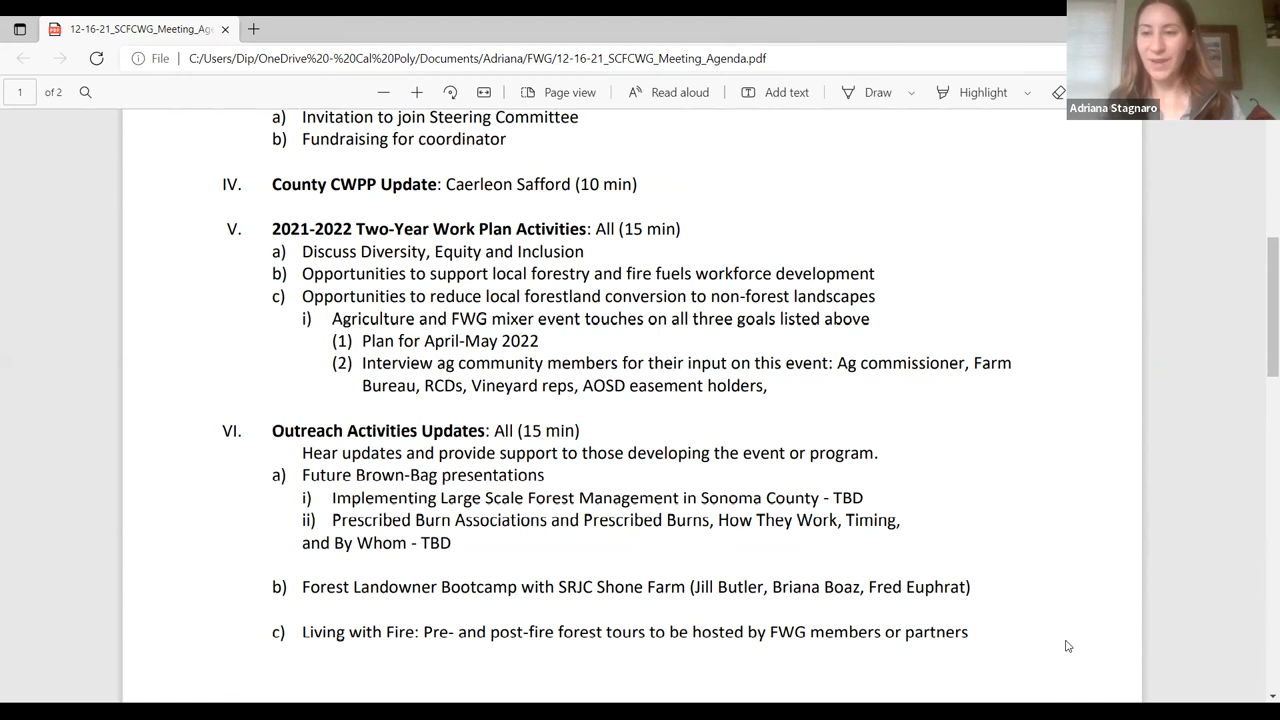 12-16-21_SCFCWG_Meeting_Age
File C:/Users/Dip/OneDrive%20-%20Cal%20Poly/Documents/Adriana/FWG/12-16-21_SCFCWG_Meeting_Agenda.pdf
1 of 2 Page view Read aloud Add text Draw Highlight
Adriana Stagnaro
a) Invitation to join Steering Committee
b) Fundraising for coordinator
IV. County CWPP Update: Caerleon Safford (10 min)
V. 2021-2022 Two-Year Work Plan Activities: All (15 min)
a) Discuss Diversity, Equity and Inclusion
b) Opportunities to support local forestry and fire fuels workforce development
c) Opportunities to reduce local forestland conversion to non-forest landscapes
i) Agriculture and FWG mixer event touches on all three goals listed above
(1) Plan for April-May 2022
(2) Interview ag community members for their input on this event: Ag commissioner, Farm
Bureau, RCDs, Vineyard reps, AOSD easement holders,
VI. Outreach Activities Updates: All (15 min)
Hear updates and provide support to those developing the event or program.
a) Future Brown-Bag presentations
i) Implementing Large Scale Forest Management in Sonoma County - TBD
ii) Prescribed Burn Associations and Prescribed Burns, How They Work, Timing,
and By Whom - TBD
b) Forest Landowner Bootcamp with SRJC Shone Farm (Jill Butler, Briana Boaz, Fred Euphrat)
c) Living with Fire: Pre- and post-fire forest tours to be hosted by FWG members or partners